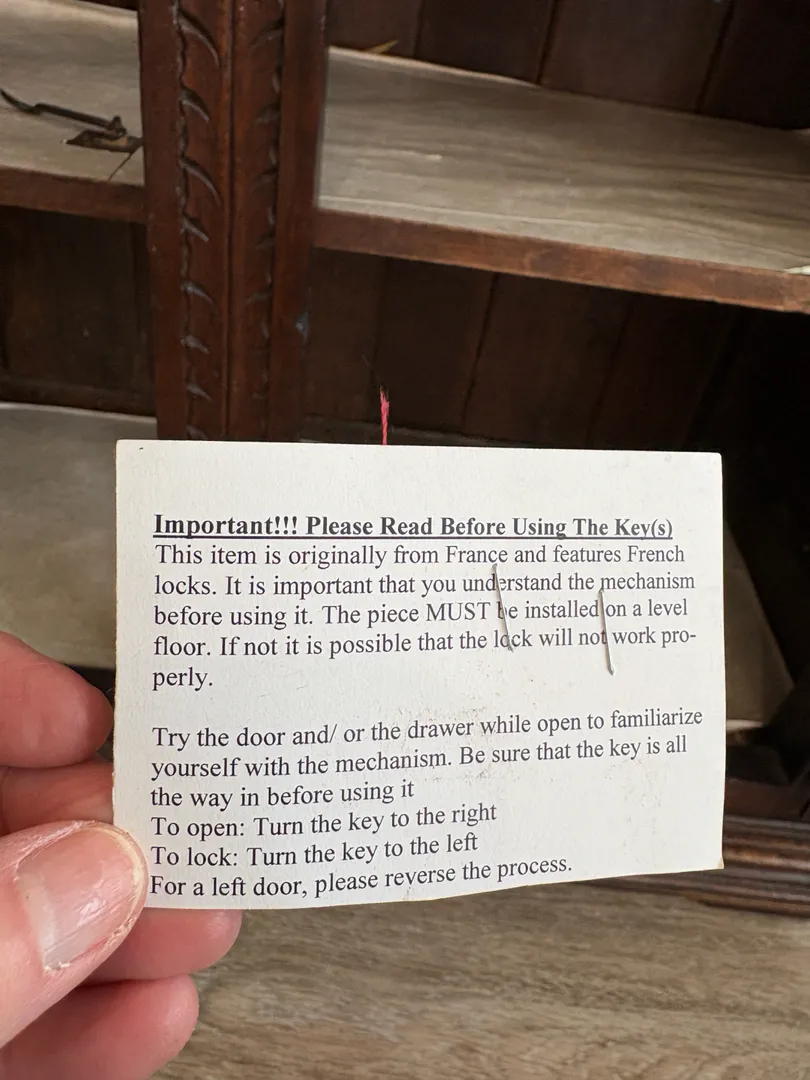 Important!!! Please Read Before Using The Key(s)
This item is originally from France and features French
locks. It is important that you understand the mechanism
before using it. The piece MUST be installed on a level
floor. If not it is possible that the lock will not work pro-
perly.
Try the door and/ or the drawer while open to familiarize
yourself with the mechanism. Be sure that the key is all
the way in before using it
To open: Turn the key to the right
To lock: Turn the key to the left
For a left door, please reverse the process.